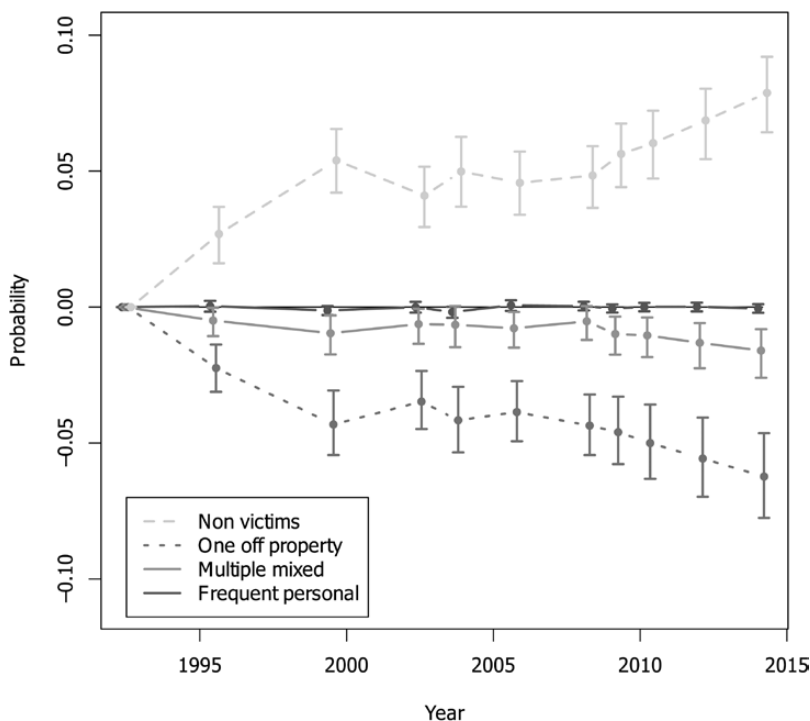 Probability
0.10
0.05
0.00
−0.05
−0.10
Non victims
One off property
Multiple mixed
Frequent personal
1995 2000 2005 2010 2015
Year